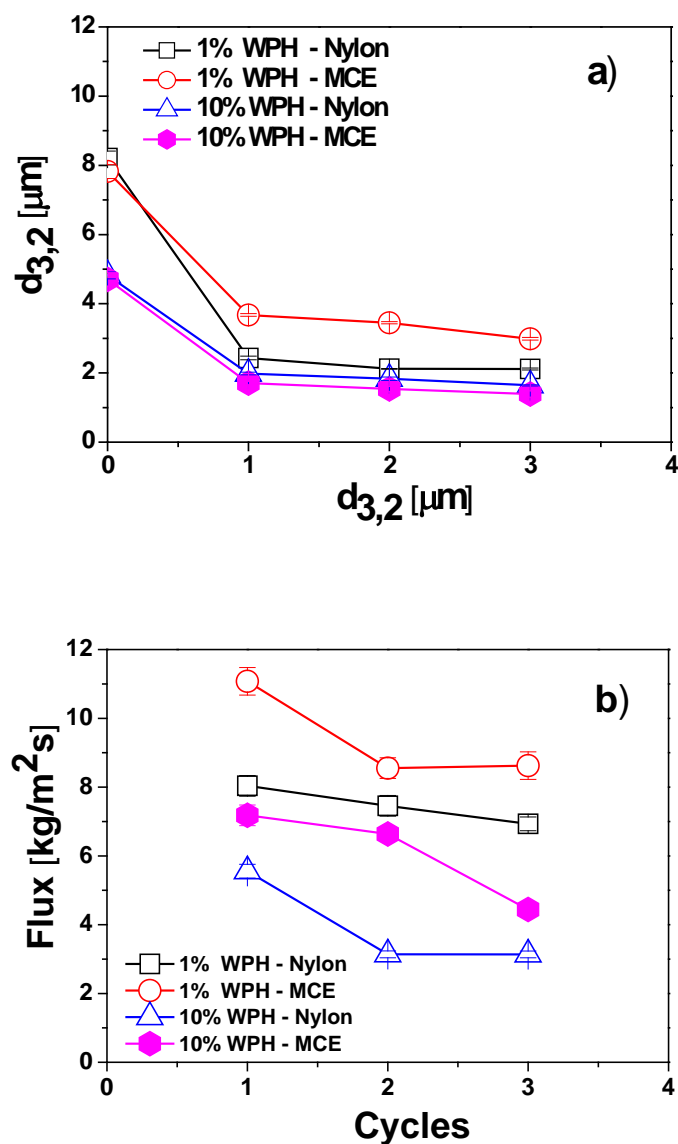 12
10
8
6
4
2
0
1% WPH - Nylon
1% WPH - MCE
10% WPH - Nylon
10% WPH - MCE
a)
d3,2 [μm]
0 1 2 3 4
d3,2 [μm]
12
10
8
6
4
2
0
b)
Flux [kg/m²s]
1% WPH - Nylon
1% WPH - MCE
10% WPH - Nylon
10% WPH - MCE
0 1 2 3 4
Cycles